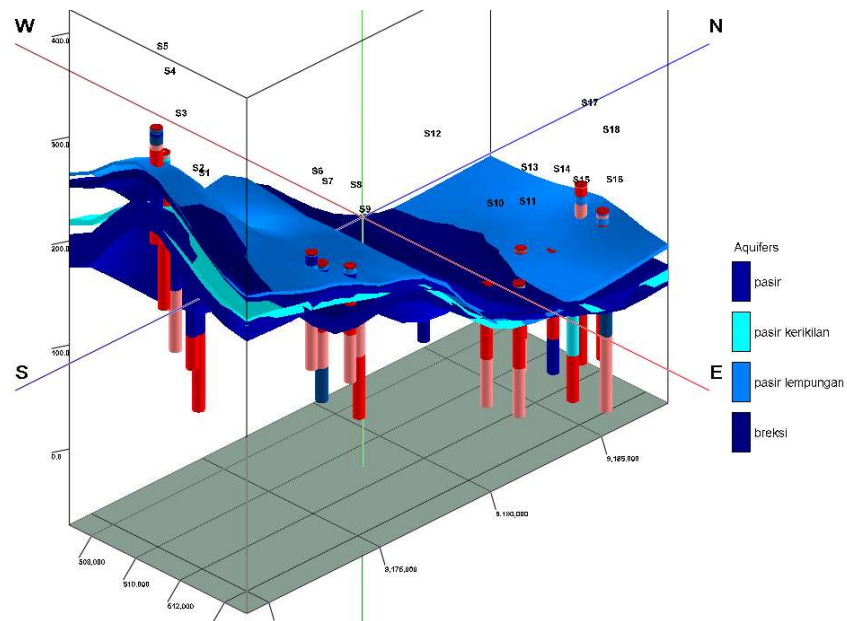 W
N
S5
400.0
S4
S17
S3
S18
S12
300.0
S2
S1
S6
S7
S8
S9
S13
S14
S15
S16
S10
S11
200.0
100.0
0.0
S
E
Aquifers
pasir
pasir kerikilan
pasir lempungan
breksi
9,185,000
9,180,000
9,175,000
508,000
510,000
512,000